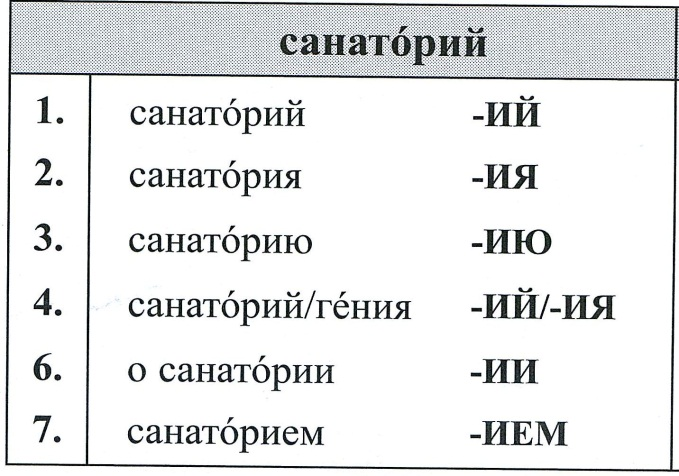 санато́рий
1. санато́рий -ИЙ
2. санато́рия -ИЯ
3. санато́рию -ИЮ
4. санато́рий/ге́ния -ИЙ/-ИЯ
6. о санато́рии -ИИ
7. санато́рием -ИЕМ